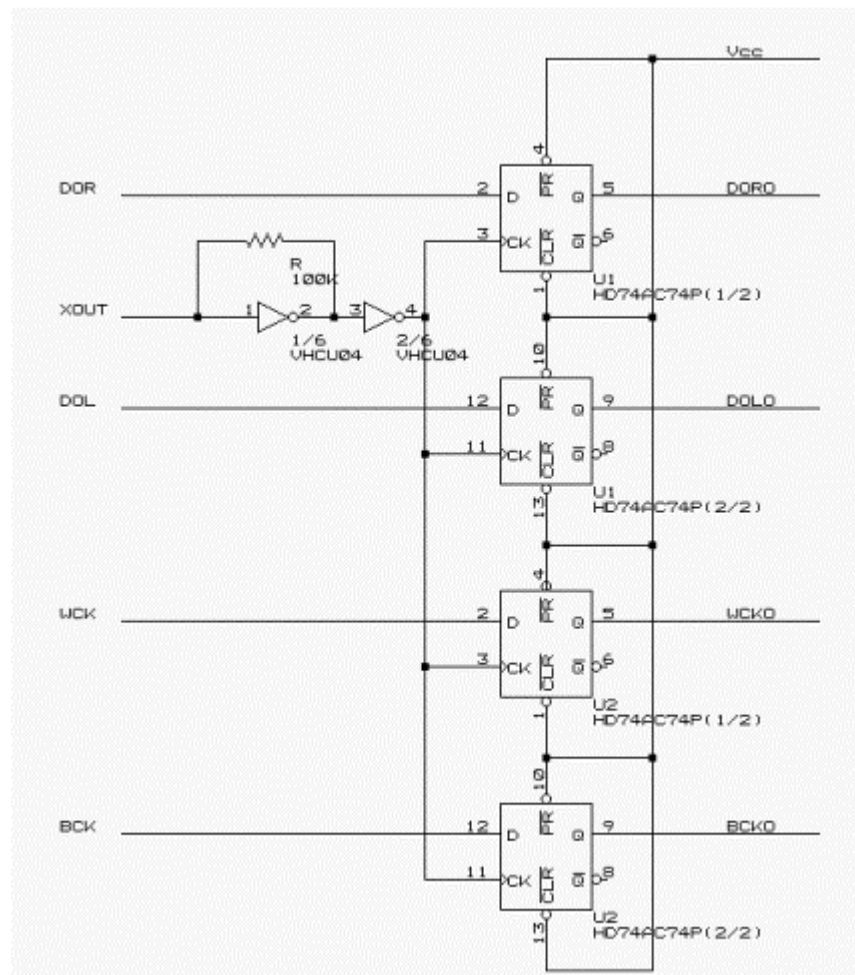 Vcc
4
DOR
2
D
PR
Q
5
DORO
3
CK
CLR
Q
6
R
100K
1
U1
HD74AC74P(1/2)
XOUT
1
2
3
4
1/6
VHCU04
2/6
VHCU04
10
DOL
12
D
PR
Q
9
DOLO
11
CK
CLR
Q
8
13
U1
HD74AC74P(2/2)
4
WCK
2
D
PR
Q
5
WCKO
3
CK
CLR
Q
6
1
U2
HD74AC74P(1/2)
10
BCK
12
D
PR
Q
9
BCKO
11
CK
CLR
Q
8
13
U2
HD74AC74P(2/2)